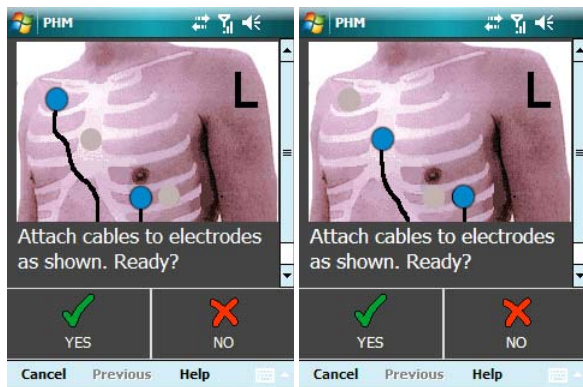 PHM
L
Attach cables to electrodes
as shown. Ready?
YES NO
Cancel Previous Help
PHM
L
Attach cables to electrodes
as shown. Ready?
YES NO
Cancel Previous Help